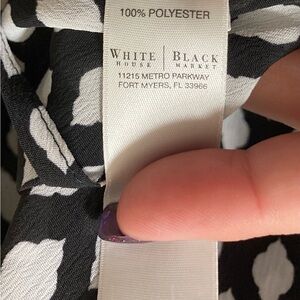 100% POLYESTER
WHITE | BLACK
HOUSE | MARKET
11215 METRO PARKWAY
FORT MYERS, FL 33966